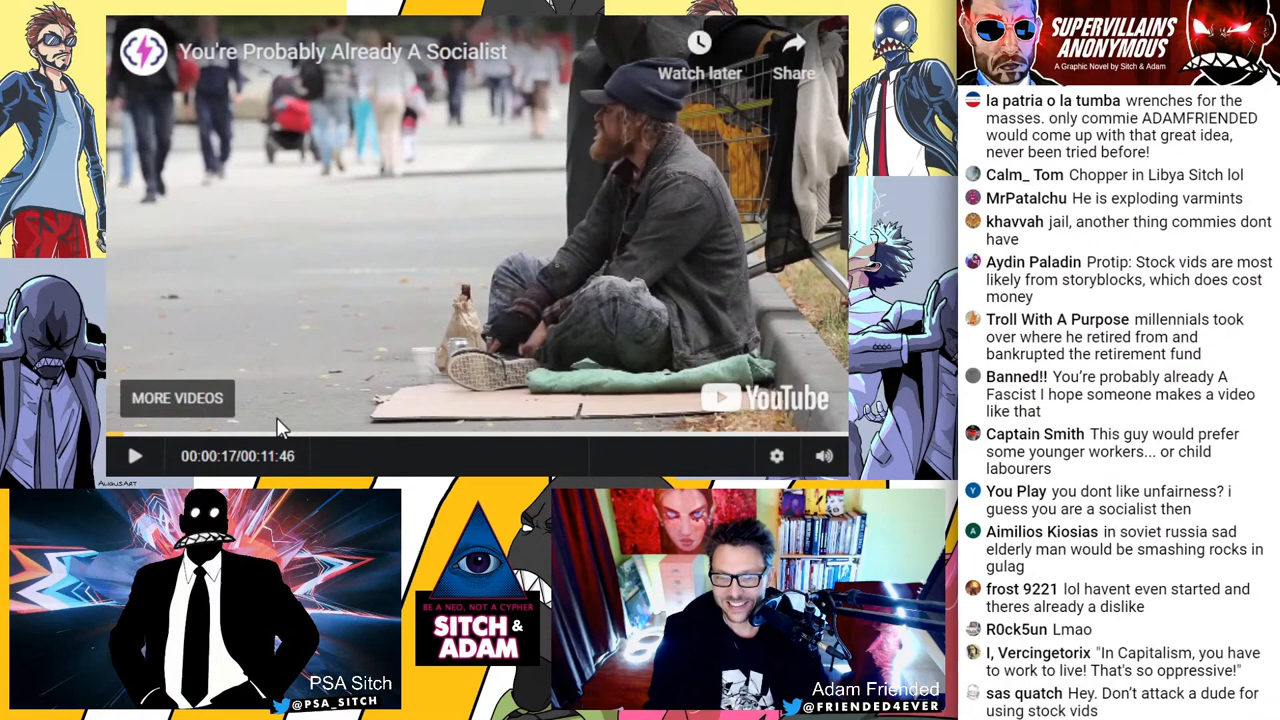 You're Probably Already A Socialist
Watch later
Share
MORE VIDEOS
YouTube
00:00:17/00:11:46
AUGUSART
PSA Sitch
@PSA_SITCH
BE A NEO, NOT A CYPHER
SITCH &
ADAM
Adam Friended
@FRIENDED4EVER
SUPERVILLAINS
ANONYMOUS
A Graphic Novel by Sitch & Adam
la patria o la tumba wrenches for the
masses. only commie ADAMFRIENDED
would come up with that great idea,
never been tried before!
Calm_ Tom Chopper in Libya Sitch lol
MrPatalchu He is exploding varmints
khavvah jail, another thing commies dont
have
Aydin Paladin Protip: Stock vids are most
likely from storyblocks, which does cost
money
Troll With A Purpose millennials took
over where he retired from and
bankrupted the retirement fund
Banned!! You're probably already A
Fascist I hope someone makes a video
like that
Captain Smith This guy would prefer
some younger workers... or child
labourers
Y You Play you dont like unfairness? i
guess you are a socialist then
A Aimilios Kiosias in soviet russia sad
elderly man would be smashing rocks in
gulag
frost 9221 lol havent even started and
theres already a dislike
R0ck5un Lmao
I, Vercingetorix "In Capitalism, you have
to work to live! That's so oppressive!"
sas quatch Hey. Don't attack a dude for
using stock vids